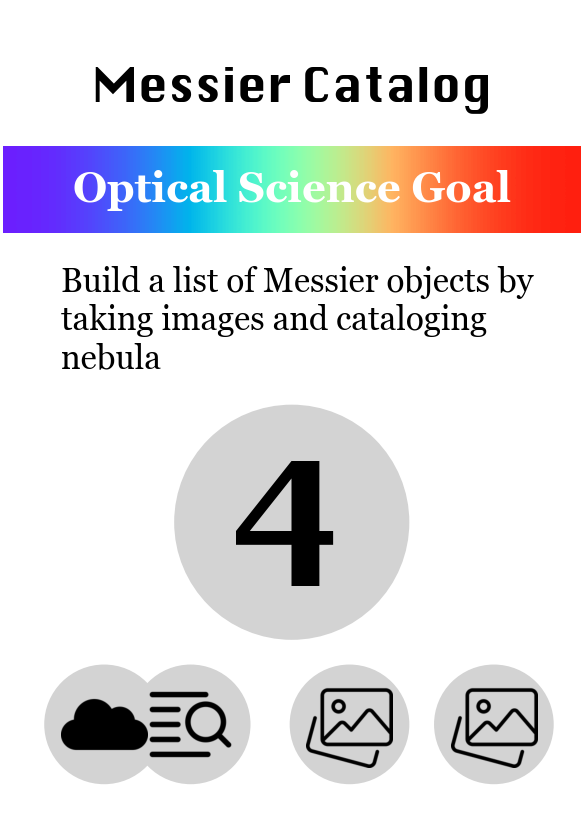 Messier Catalog
Optical Science Goal
Build a list of Messier objects by
taking images and cataloging
nebula
4